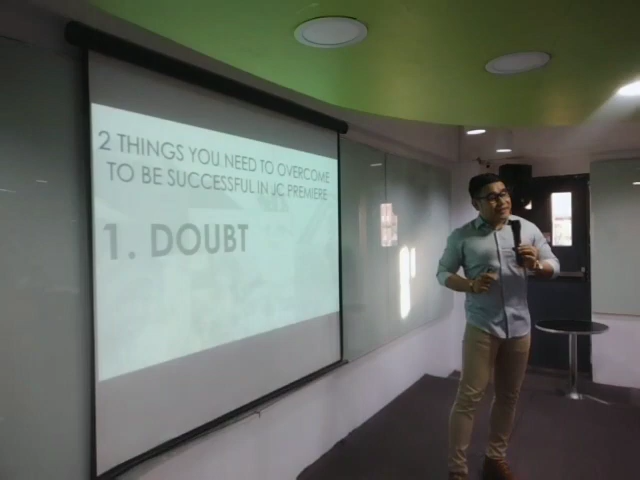 2 THINGS YOU NEED TO OVERCOME
TO BE SUCCESSFUL IN JC PREMIERE
1. DOUBT